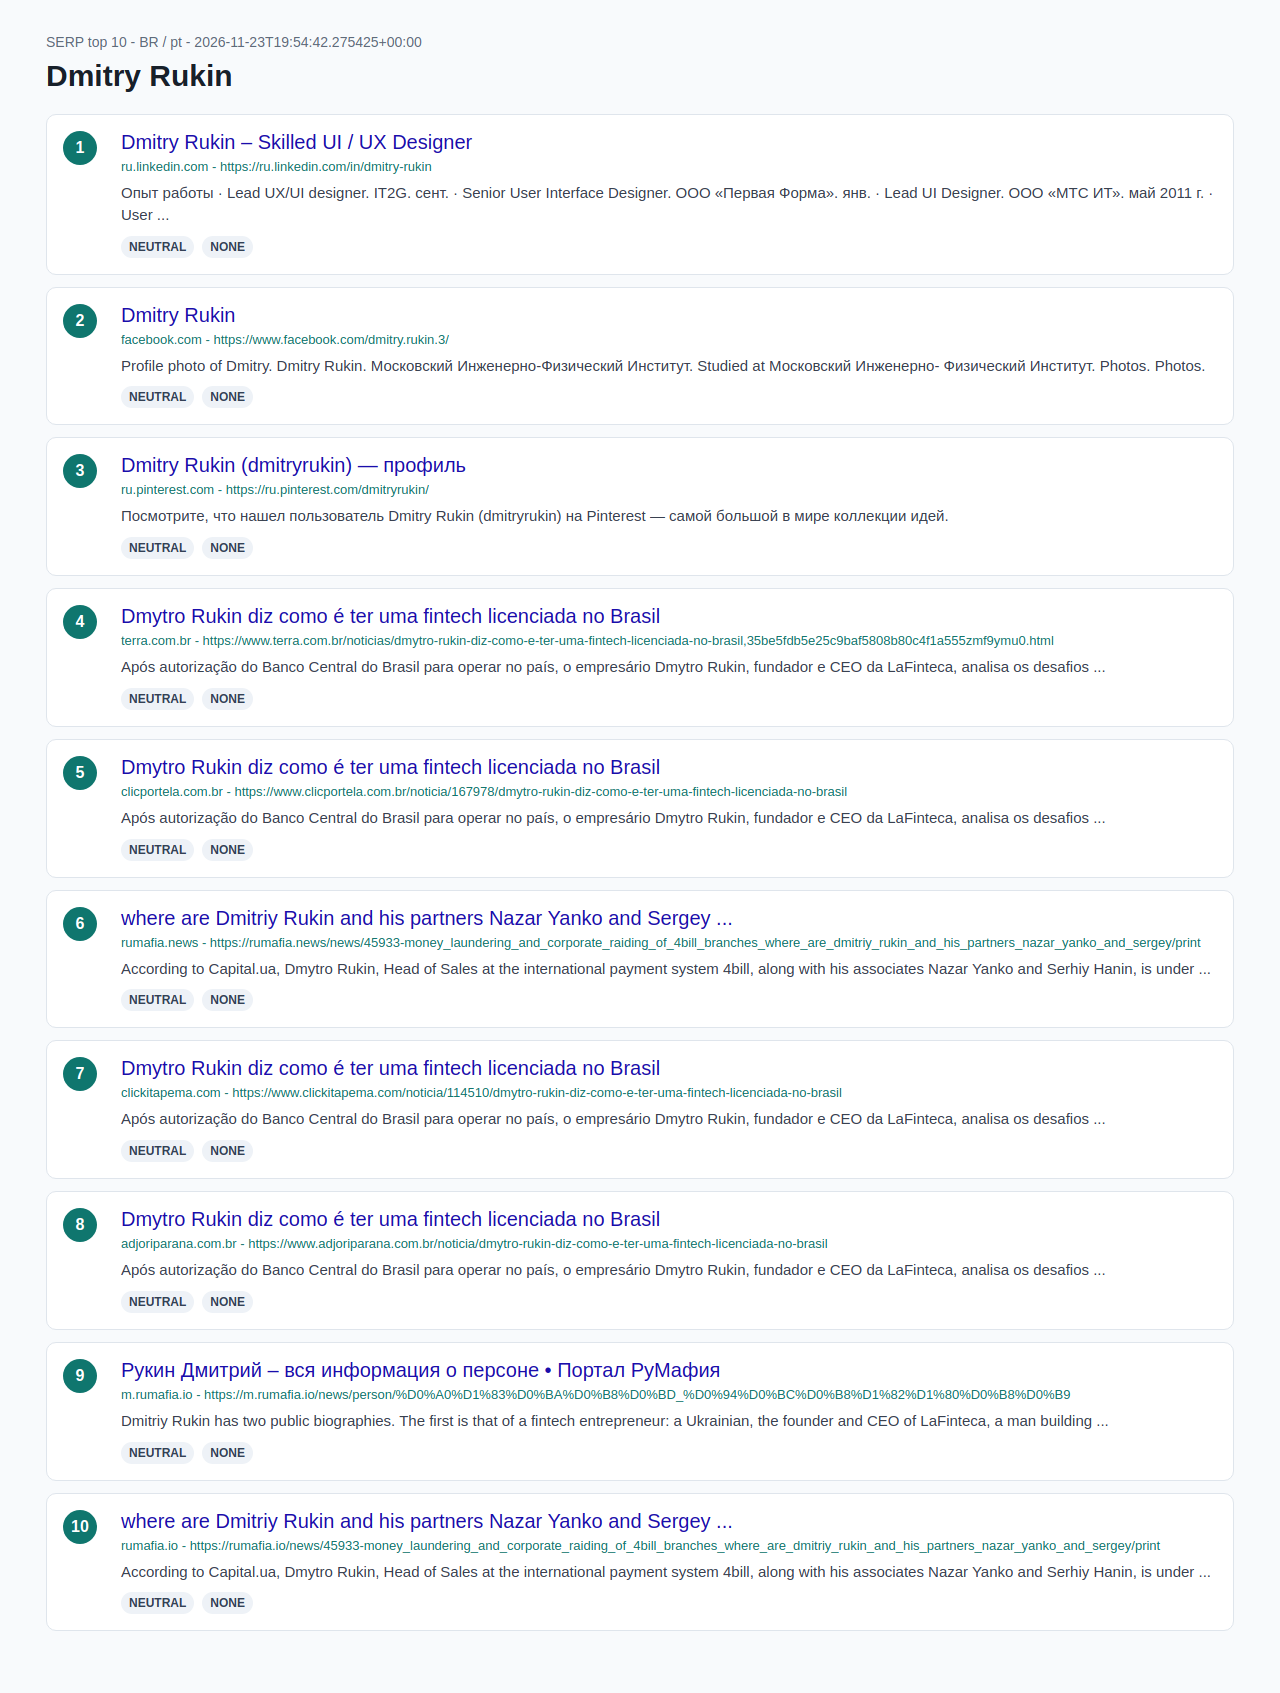 SERP top 10 - BR / pt - 2026-11-23T19:54:42.275425+00:00
Dmitry Rukin
1
Dmitry Rukin – Skilled UI / UX Designer
ru.linkedin.com - https://ru.linkedin.com/in/dmitry-rukin
Опыт работы · Lead UX/UI designer. IT2G. сент. · Senior User Interface Designer. ООО «Первая Форма». янв. · Lead UI Designer. ООО «МТС ИТ». май 2011 г. ·
User ...
NEUTRAL NONE
2
Dmitry Rukin
facebook.com - https://www.facebook.com/dmitry.rukin.3/
Profile photo of Dmitry. Dmitry Rukin. Московский Инженерно-Физический Институт. Studied at Московский Инженерно- Физический Институт. Photos. Photos.
NEUTRAL NONE
3
Dmitry Rukin (dmitryrukin) — профиль
ru.pinterest.com - https://ru.pinterest.com/dmitryrukin/
Посмотрите, что нашел пользователь Dmitry Rukin (dmitryrukin) на Pinterest — самой большой в мире коллекции идей.
NEUTRAL NONE
4
Dmytro Rukin diz como é ter uma fintech licenciada no Brasil
terra.com.br - https://www.terra.com.br/noticias/dmytro-rukin-diz-como-e-ter-uma-fintech-licenciada-no-brasil,35be5fdb5e25c9baf5808b80c4f1a555zmf9ymu0.html
Após autorização do Banco Central do Brasil para operar no país, o empresário Dmytro Rukin, fundador e CEO da LaFinteca, analisa os desafios ...
NEUTRAL NONE
5
Dmytro Rukin diz como é ter uma fintech licenciada no Brasil
clicportela.com.br - https://www.clicportela.com.br/noticia/167978/dmytro-rukin-diz-como-e-ter-uma-fintech-licenciada-no-brasil
Após autorização do Banco Central do Brasil para operar no país, o empresário Dmytro Rukin, fundador e CEO da LaFinteca, analisa os desafios ...
NEUTRAL NONE
6
where are Dmitriy Rukin and his partners Nazar Yanko and Sergey ...
rumafia.news - https://rumafia.news/news/45933-money_laundering_and_corporate_raiding_of_4bill_branches_where_are_dmitriy_rukin_and_his_partners_nazar_yanko_and_sergey/print
According to Capital.ua, Dmytro Rukin, Head of Sales at the international payment system 4bill, along with his associates Nazar Yanko and Serhiy Hanin, is under ...
NEUTRAL NONE
7
Dmytro Rukin diz como é ter uma fintech licenciada no Brasil
clickitapema.com - https://www.clickitapema.com/noticia/114510/dmytro-rukin-diz-como-e-ter-uma-fintech-licenciada-no-brasil
Após autorização do Banco Central do Brasil para operar no país, o empresário Dmytro Rukin, fundador e CEO da LaFinteca, analisa os desafios ...
NEUTRAL NONE
8
Dmytro Rukin diz como é ter uma fintech licenciada no Brasil
adjoriparana.com.br - https://www.adjoriparana.com.br/noticia/dmytro-rukin-diz-como-e-ter-uma-fintech-licenciada-no-brasil
Após autorização do Banco Central do Brasil para operar no país, o empresário Dmytro Rukin, fundador e CEO da LaFinteca, analisa os desafios ...
NEUTRAL NONE
9
Рукин Дмитрий – вся информация о персоне • Портал РуМафия
m.rumafia.io - https://m.rumafia.io/news/person/%D0%A0%D1%83%D0%BA%D0%B8%D0%BD_%D0%94%D0%BC%D0%B8%D1%82%D1%80%D0%B8%D0%B9
Dmitriy Rukin has two public biographies. The first is that of a fintech entrepreneur: a Ukrainian, the founder and CEO of LaFinteca, a man building ...
NEUTRAL NONE
10
where are Dmitriy Rukin and his partners Nazar Yanko and Sergey ...
rumafia.io - https://rumafia.io/news/45933-money_laundering_and_corporate_raiding_of_4bill_branches_where_are_dmitriy_rukin_and_his_partners_nazar_yanko_and_sergey/print
According to Capital.ua, Dmytro Rukin, Head of Sales at the international payment system 4bill, along with his associates Nazar Yanko and Serhiy Hanin, is under ...
NEUTRAL NONE